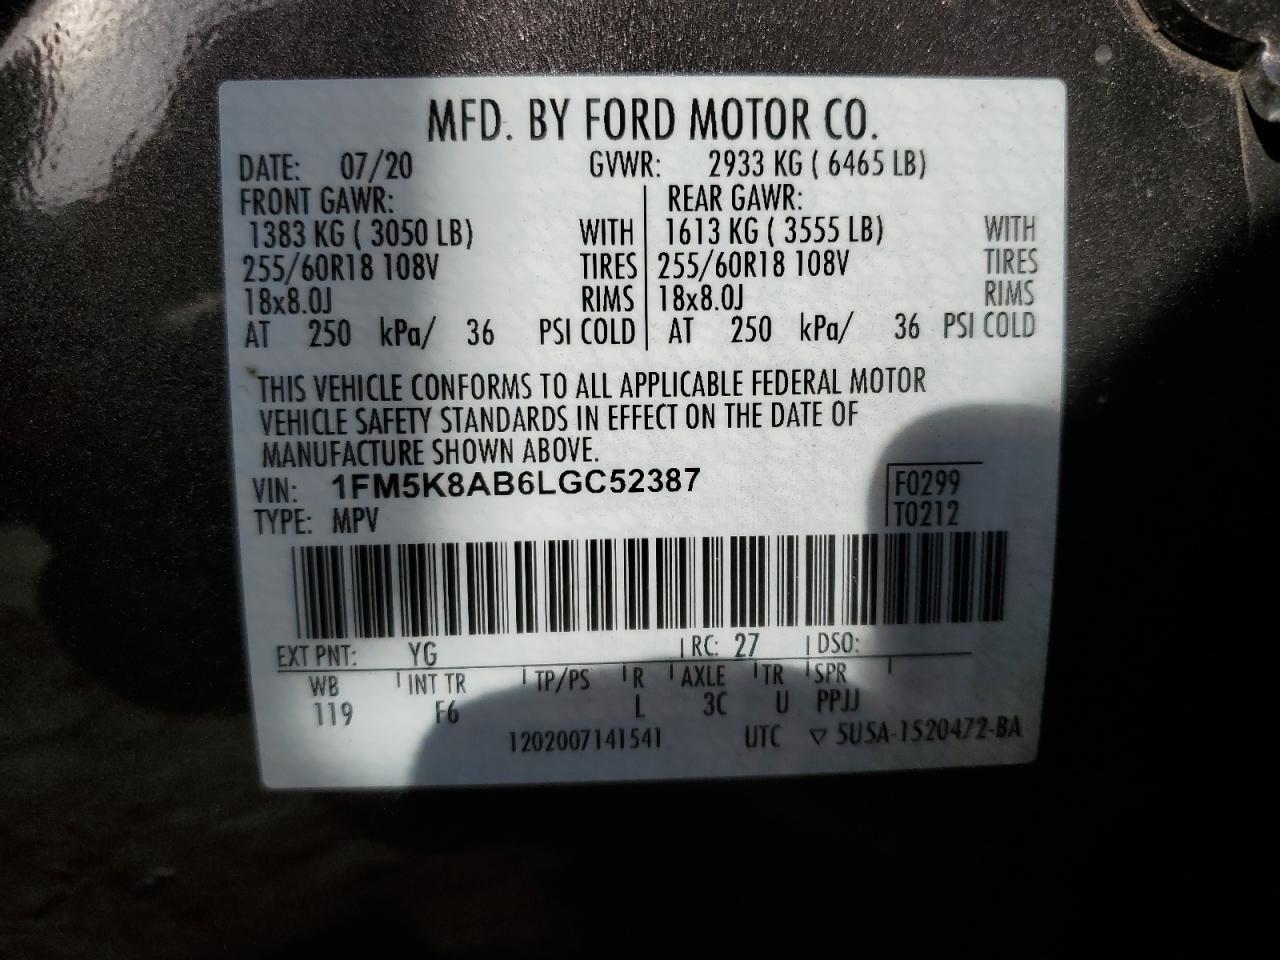 MFD. BY FORD MOTOR CO.
DATE: 07/20 GVWR: 2933 KG ( 6465 LB)
FRONT GAWR: REAR GAWR:
1383 KG ( 3050 LB) WITH 1613 KG ( 3555 LB) WITH
255/60R18 108V TIRES 255/60R18 108V TIRES
18x8.0J RIMS 18x8.0J RIMS
AT 250 kPa/ 36 PSI COLD AT 250 kPa/ 36 PSI COLD
THIS VEHICLE CONFORMS TO ALL APPLICABLE FEDERAL MOTOR
VEHICLE SAFETY STANDARDS IN EFFECT ON THE DATE OF
MANUFACTURE SHOWN ABOVE.
VIN: 1FM5K8AB6LGC52387 F0299
TYPE: MPV T0212
EXT PNT: YG RC: 27 DSO:
WB INT TR TP/PS R AXLE TR SPR
119 F6 L 3C U PPJJ
1202007141541 UTC ▽ 5U5A-1520472-BA